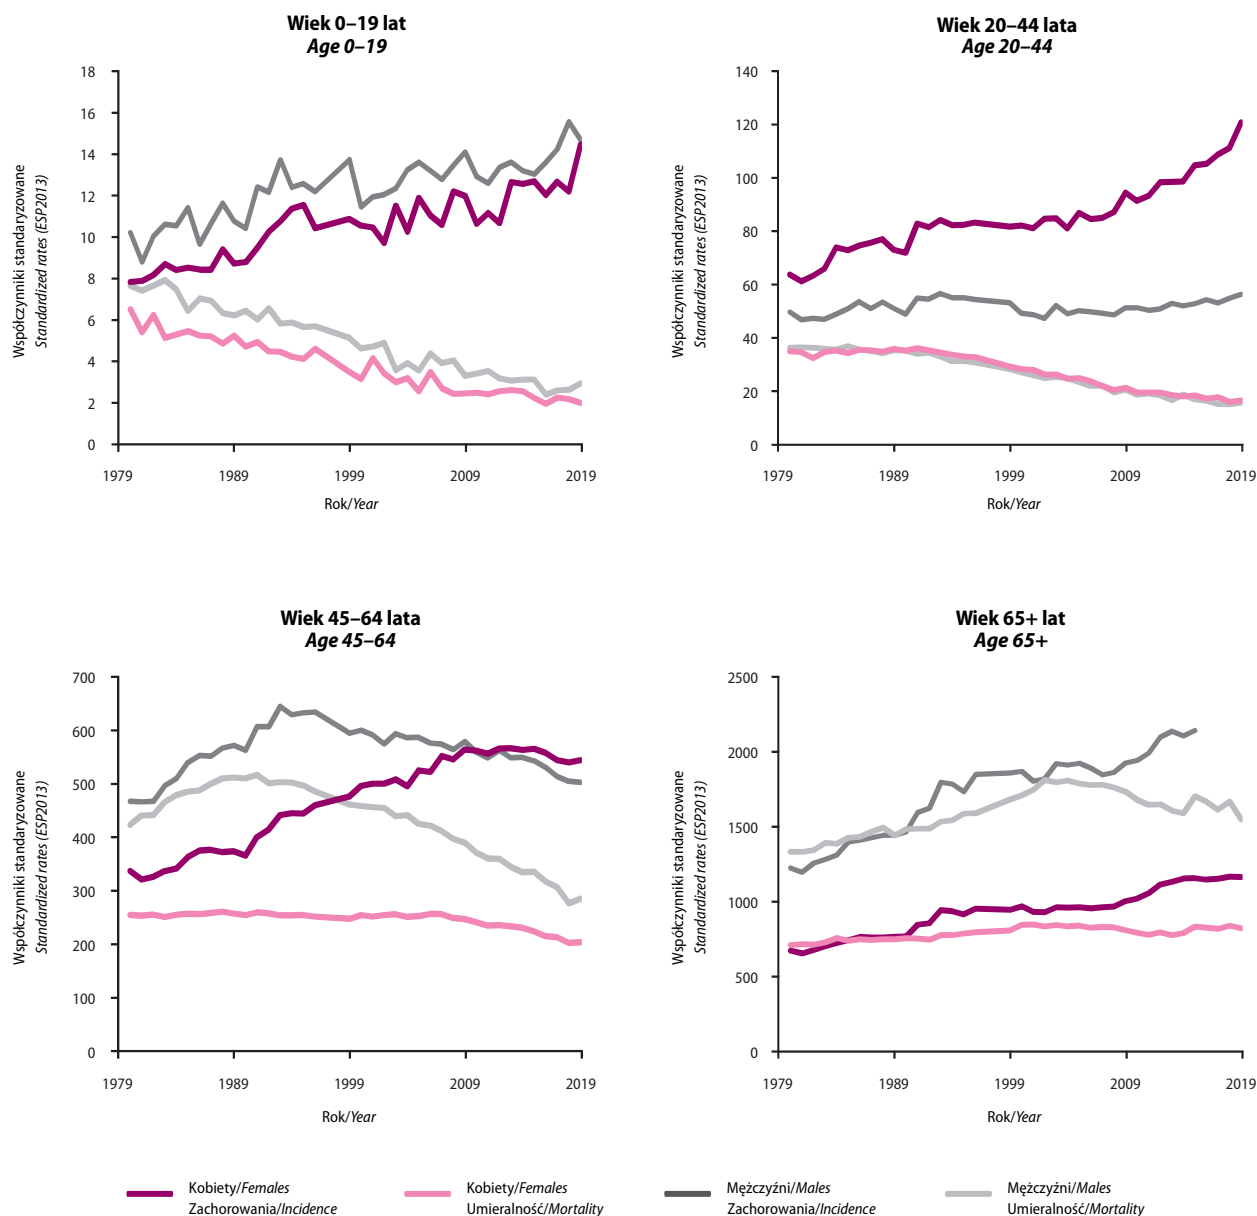 Wiek 0–19 lat
Age 0–19
18
16
14
12
10
8
6
4
2
0
Współczynniki standaryzowane
Standardized rates (ESP2013)
1979
1989
1999
2009
2019
Rok/Year
Wiek 20–44 lata
Age 20–44
140
120
100
80
60
40
20
0
Współczynniki standaryzowane
Standardized rates (ESP2013)
1979
1989
1999
2009
2019
Rok/Year
Wiek 45–64 lata
Age 45–64
700
600
500
400
300
200
100
0
Współczynniki standaryzowane
Standardized rates (ESP2013)
1979
1989
1999
2009
2019
Rok/Year
Wiek 65+ lat
Age 65+
2500
2000
1500
1000
500
0
Współczynniki standaryzowane
Standardized rates (ESP2013)
1979
1989
1999
2009
2019
Rok/Year
Kobiety/Females
Zachorowania/Incidence
Kobiety/Females
Umieralność/Mortality
Mężczyźni/Males
Zachorowania/Incidence
Mężczyźni/Males
Umieralność/Mortality